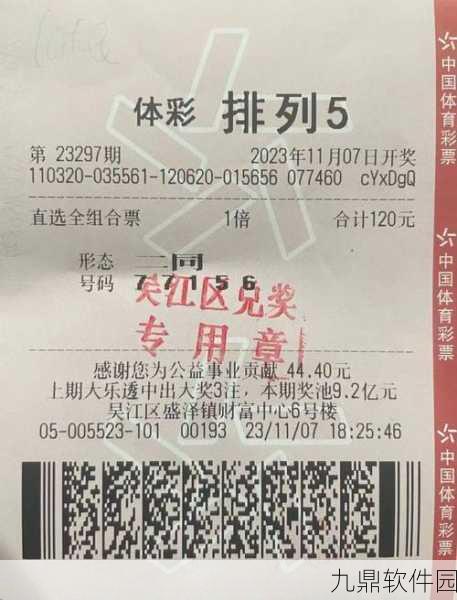 体彩 排列5
第 23297期 2023年11月07日开奖
110320-035561-120620-015656 077460 cYxDgQ
直选全组合票 1倍 合计120元
形态 二同
号码 77156
吴江区兑奖
专用章
感谢您为公益事业贡献 44.40元
上期大乐透中出大奖3注，本期奖池9.2亿元
吴江区盛泽镇财富中心6号楼
05-005523-101 00193 23/11/07 18:25:46
中国体育彩票
中国体育彩票
中国体育彩票
九鼎软件园